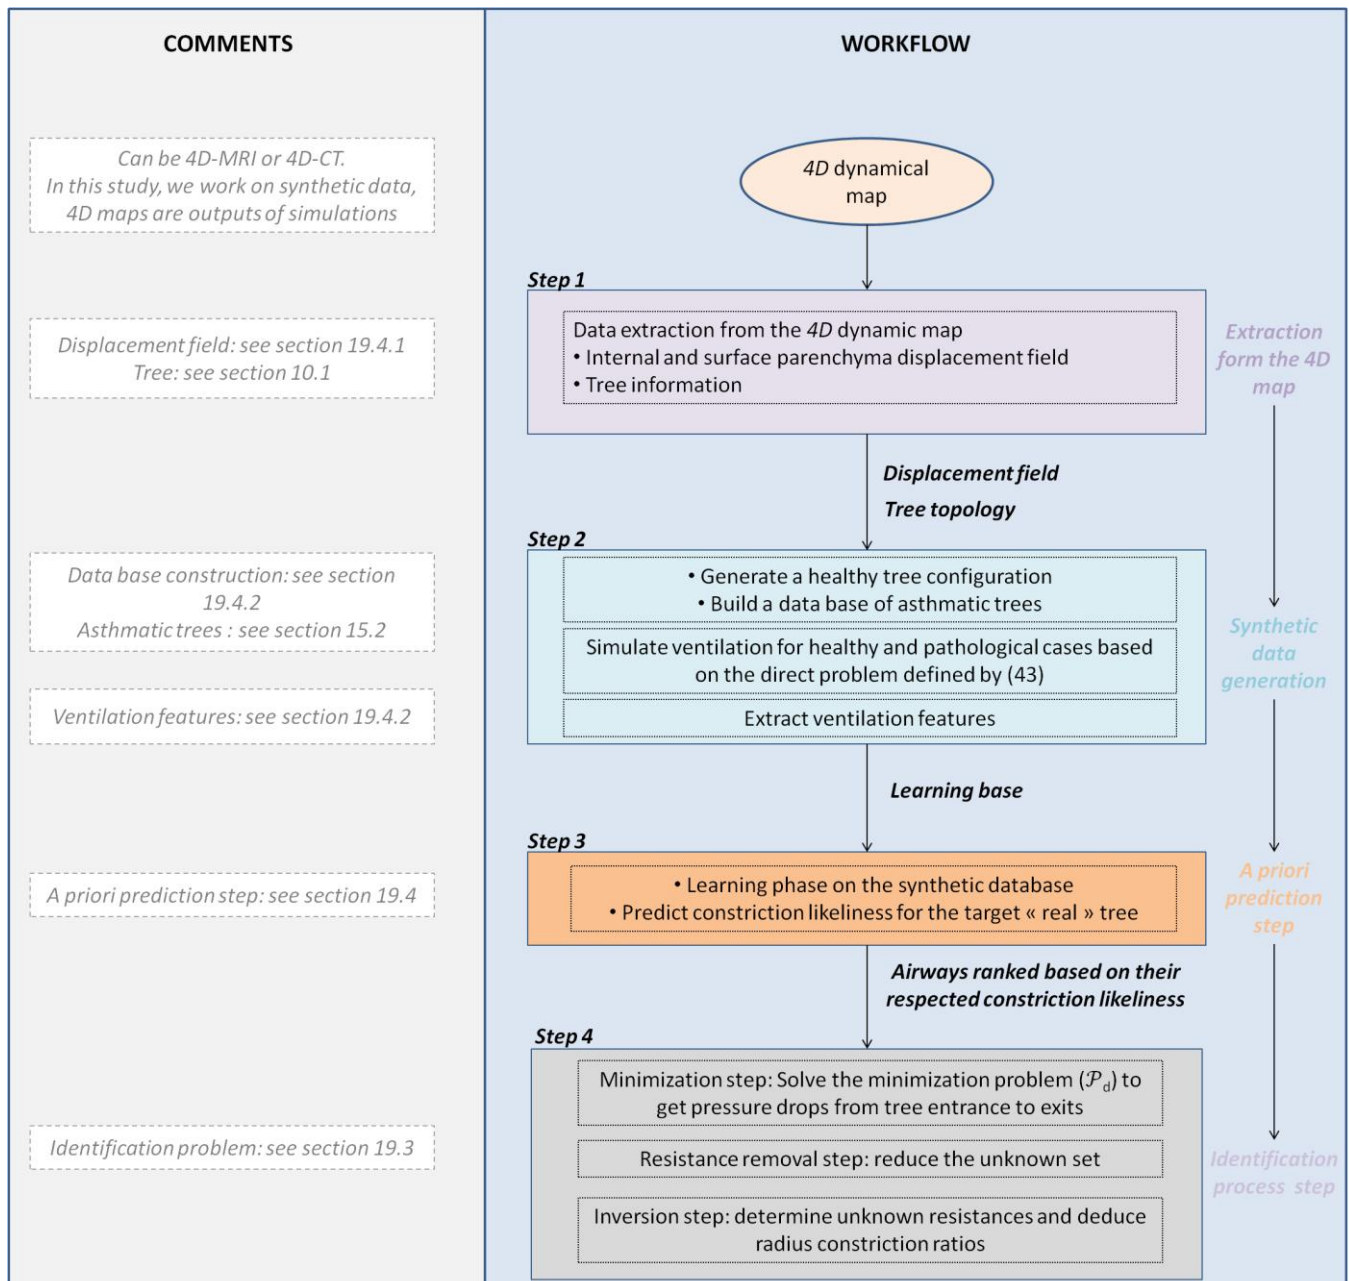 COMMENTS
WORKFLOW
Can be 4D-MRI or 4D-CT.
In this study, we work on synthetic data,
4D maps are outputs of simulations
4D dynamical
map
Step 1
Displacement field: see section 19.4.1
Tree: see section 10.1
Data extraction from the 4D dynamic map
• Internal and surface parenchyma displacement field
• Tree information
Extraction
form the 4D
map
Displacement field
Tree topology
Step 2
Data base construction: see section
19.4.2
Asthmatic trees : see section 15.2
• Generate a healthy tree configuration
• Build a data base of asthmatic trees
Simulate ventilation for healthy and pathological cases based
on the direct problem defined by (43)
Synthetic
data
generation
Ventilation features: see section 19.4.2
Extract ventilation features
Learning base
Step 3
A priori prediction step: see section 19.4
• Learning phase on the synthetic database
• Predict constriction likeliness for the target « real » tree
A priori
prediction
step
Airways ranked based on their
respected constriction likeliness
Step 4
Minimization step: Solve the minimization problem (𝒫d) to
get pressure drops from tree entrance to exits
Identification problem: see section 19.3
Resistance removal step: reduce the unknown set
Inversion step: determine unknown resistances and deduce
radius constriction ratios
Identification
process step